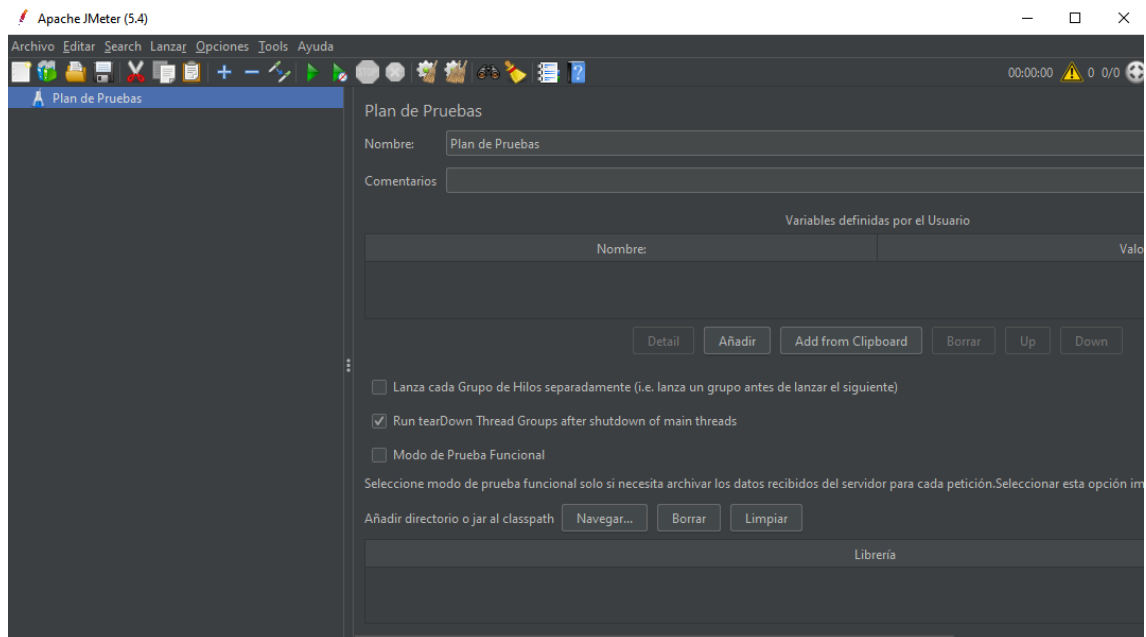 Apache JMeter (5.4)
Archivo Editar Search Lanzar Opciones Tools Ayuda
00:00:00 0 0/0
Plan de Pruebas
Plan de Pruebas
Nombre: Plan de Pruebas
Comentarios
Variables definidas por el Usuario
Nombre: Valo
Detail Añadir Add from Clipboard Borrar Up Down
Lanza cada Grupo de Hilos separadamente (i.e. lanza un grupo antes de lanzar el siguiente)
Run tearDown Thread Groups after shutdown of main threads
Modo de Prueba Funcional
Seleccione modo de prueba funcional solo si necesita archivar los datos recibidos del servidor para cada petición.Seleccionar esta opción im
Añadir directorio o jar al classpath Navegar... Borrar Limpiar
Librería